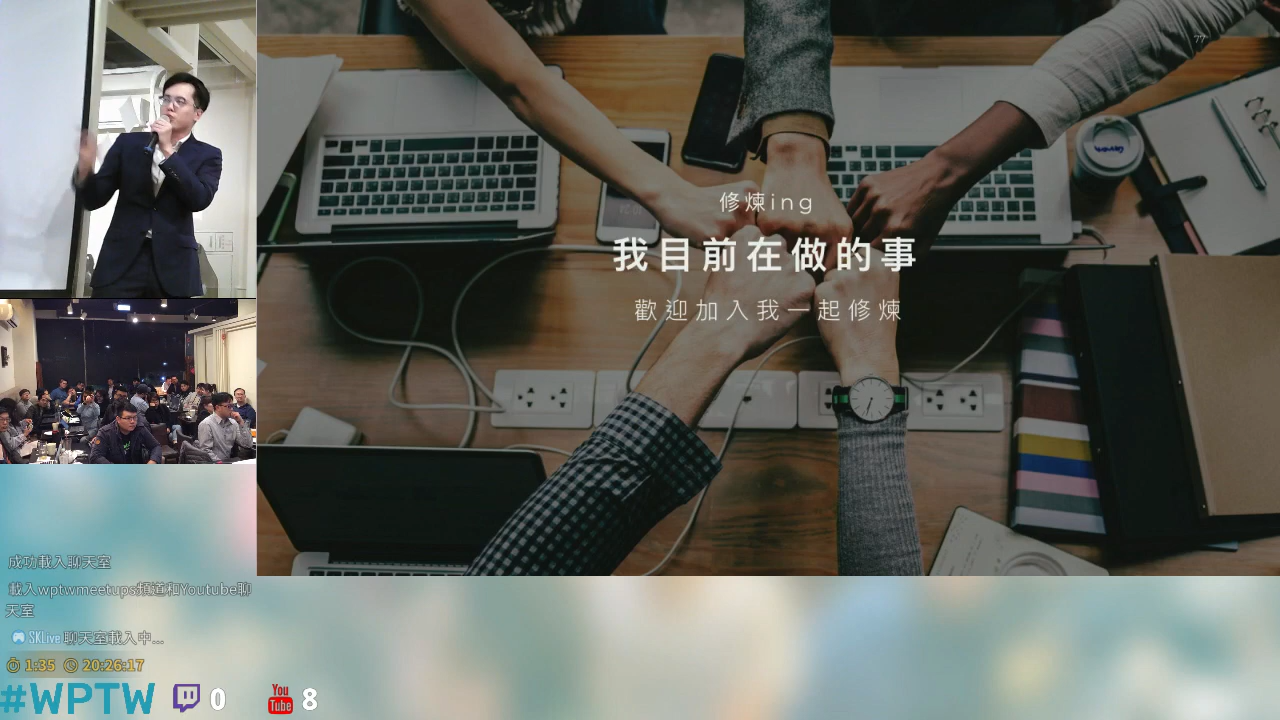 77
修煉ing
我目前在做的事
歡迎加入我一起修煉
成功載入聊天室
載入wptwmeetups頻道和Youtube聊
天室
SKLive 聊天室載入中...
1:35 20:26:17
#WPTW 0 You Tube 8